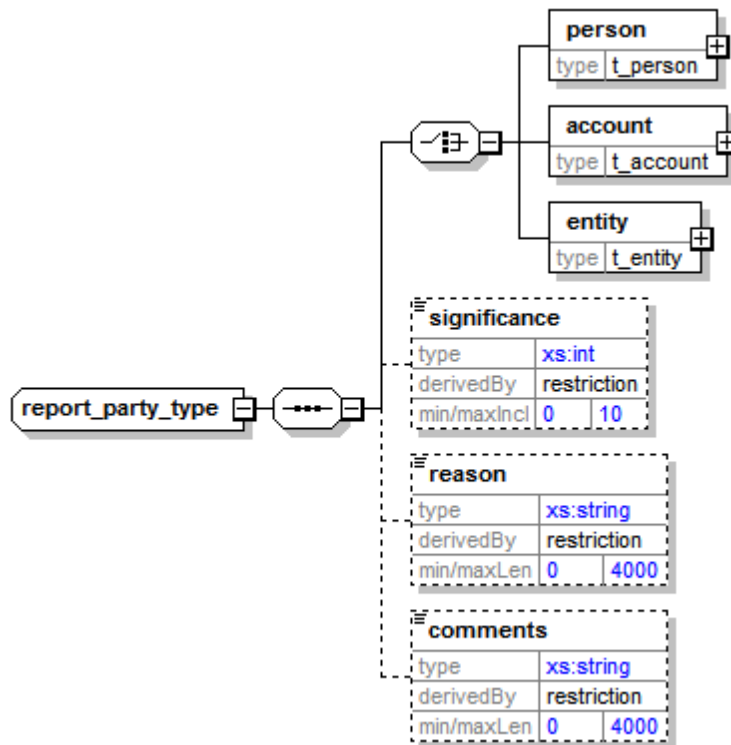 person
type t_person
account
type t_account
entity
type t_entity
significance
type xs:int
derivedBy restriction
min/maxIncl 0 10
report_party_type
reason
type xs:string
derivedBy restriction
min/maxLen 0 4000
comments
type xs:string
derivedBy restriction
min/maxLen 0 4000